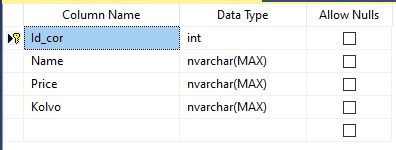 Column Name Data Type Allow Nulls
Id_cor int
Name nvarchar(MAX)
Price nvarchar(MAX)
Kolvo nvarchar(MAX)